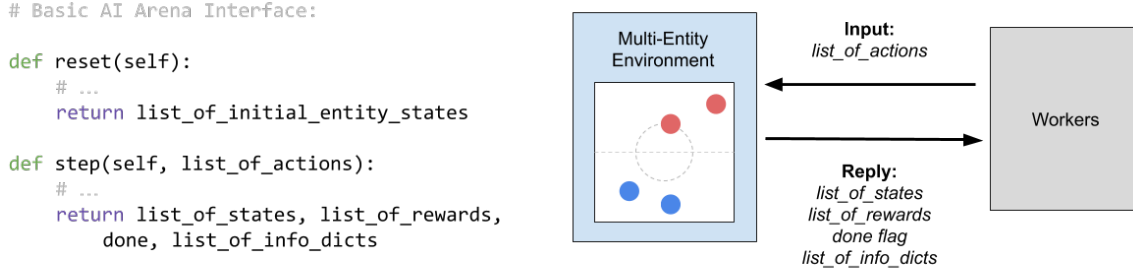 # Basic AI Arena Interface:
def reset(self):
# …
return list_of_initial_entity_states
def step(self, list_of_actions):
# …
return list_of_states, list_of_rewards,
done, list_of_info_dicts
Multi-Entity
Environment
Input:
list_of_actions
Reply:
list_of_states
list_of_rewards
done flag
list_of_info_dicts
Workers